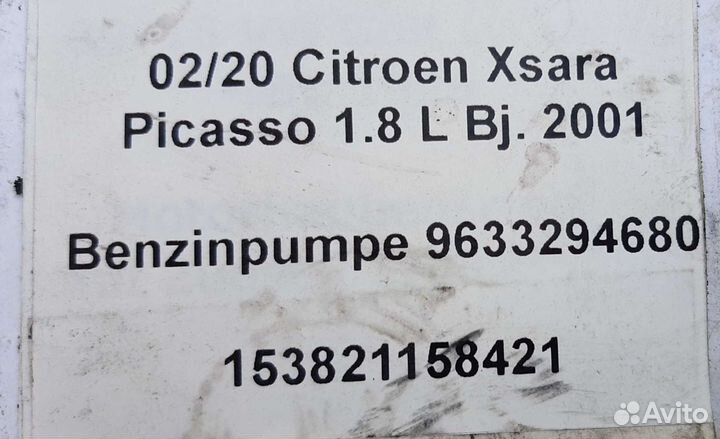 02/20 Citroen Xsara
Picasso 1.8 L Bj. 2001
Benzinpumpe 9633294680
153821158421
Avito